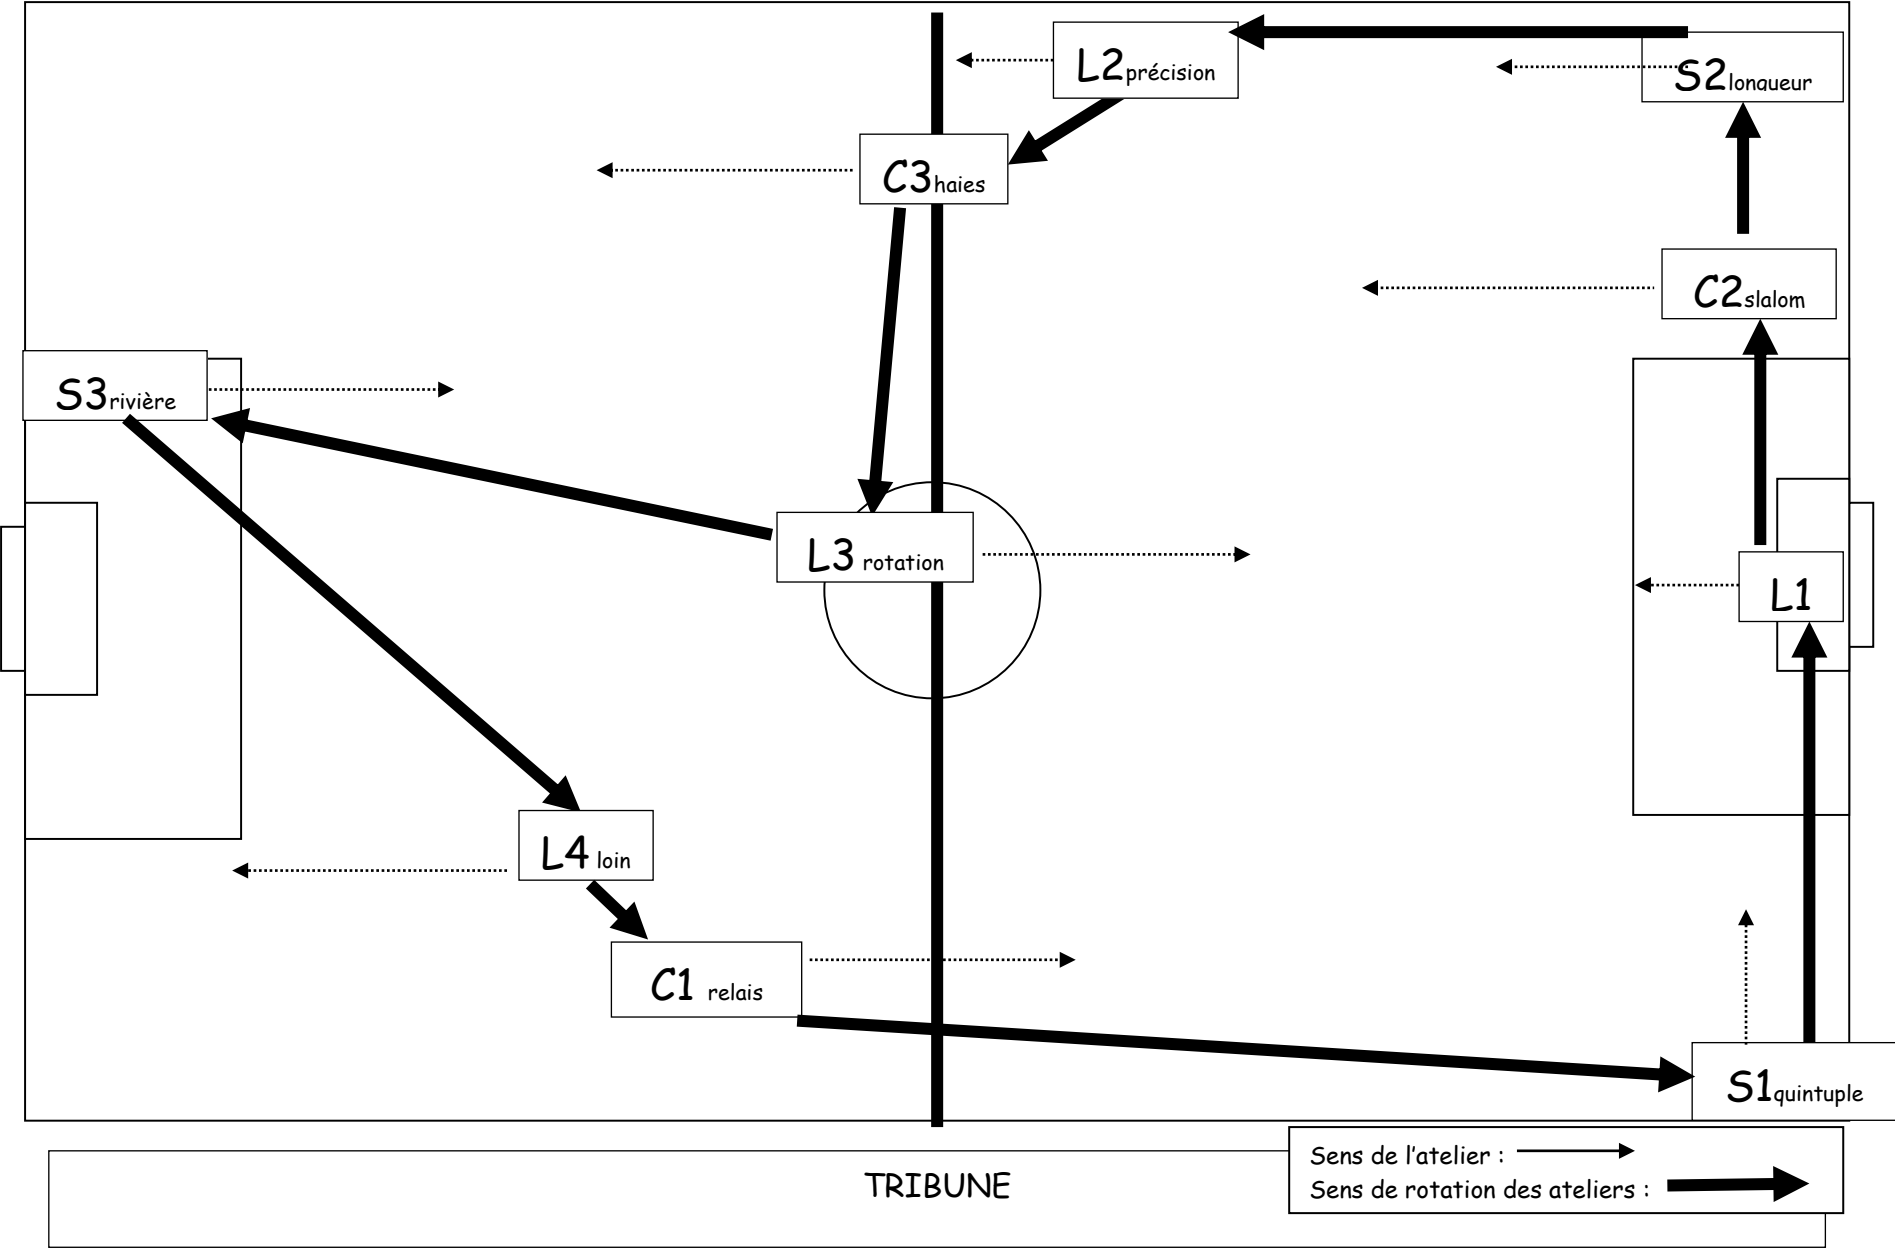 L2précision
S2longueur
C3haies
C2slalom
S3rivière
L3 rotation
L1
L4 loin
C1 relais
S1quintuple
Sens de l'atelier :
Sens de rotation des ateliers :
TRIBUNE